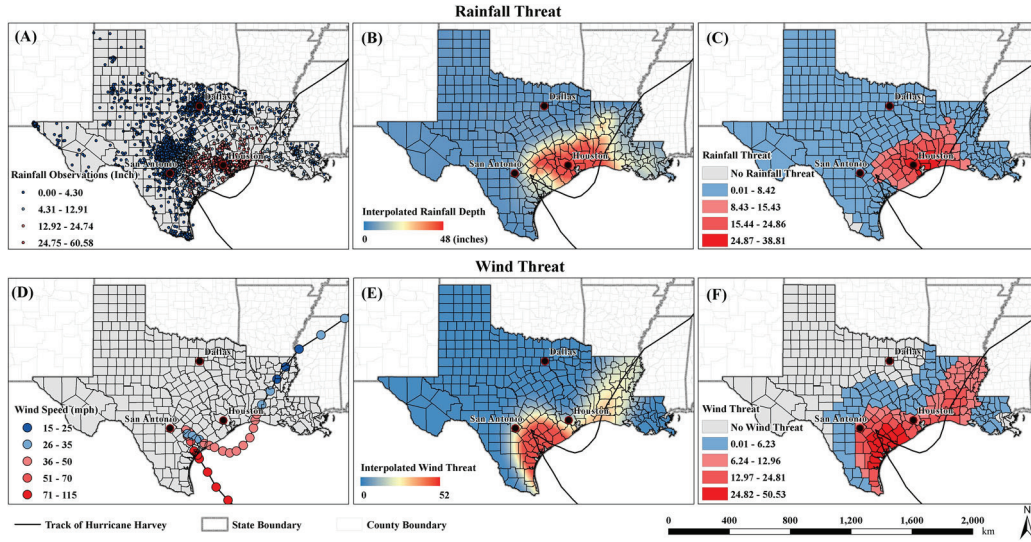 Rainfall Threat
(A)
Dallas
San Antonio
Houston
Rainfall Observations (Inch)
0.00 - 4.30
4.31 - 12.91
12.92 - 24.74
24.75 - 60.58
(B)
Dallas
San Antonio
Houston
Interpolated Rainfall Depth
0
48 (inches)
(C)
Dallas
San Antonio
Houston
Rainfall Threat
No Rainfall Threat
0.01 - 8.42
8.43 - 15.43
15.44 - 24.86
24.87 - 38.81
Wind Threat
(D)
Dallas
San Antonio
Houston
Wind Speed (mph)
15 - 25
26 - 35
36 - 50
51 - 70
71 - 115
(E)
Dallas
San Antonio
Houston
Interpolated Wind Threat
0
52
(F)
Dallas
San Antonio
Houston
Wind Threat
No Wind Threat
0.01 - 6.23
6.24 - 12.96
12.97 - 24.81
24.82 - 50.53
Track of Hurricane Harvey
State Boundary
County Boundary
0 400 800 1,200 1,600 2,000
km
N